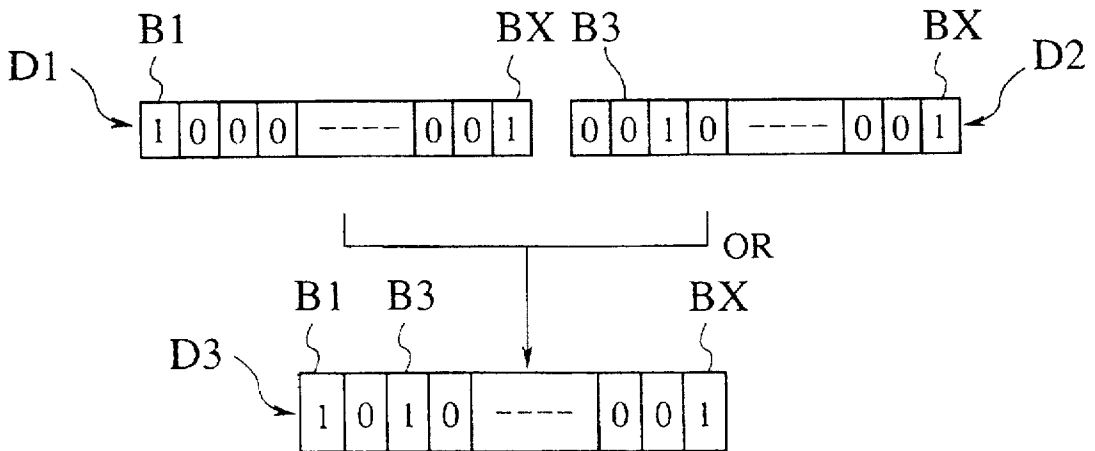 B1 BX B3 BX
D1 D2
1 0 0 0 ---- 0 0 1 0 0 1 0 ---- 0 0 1
OR
B1 B3 BX
D3
1 0 1 0 ---- 0 0 1